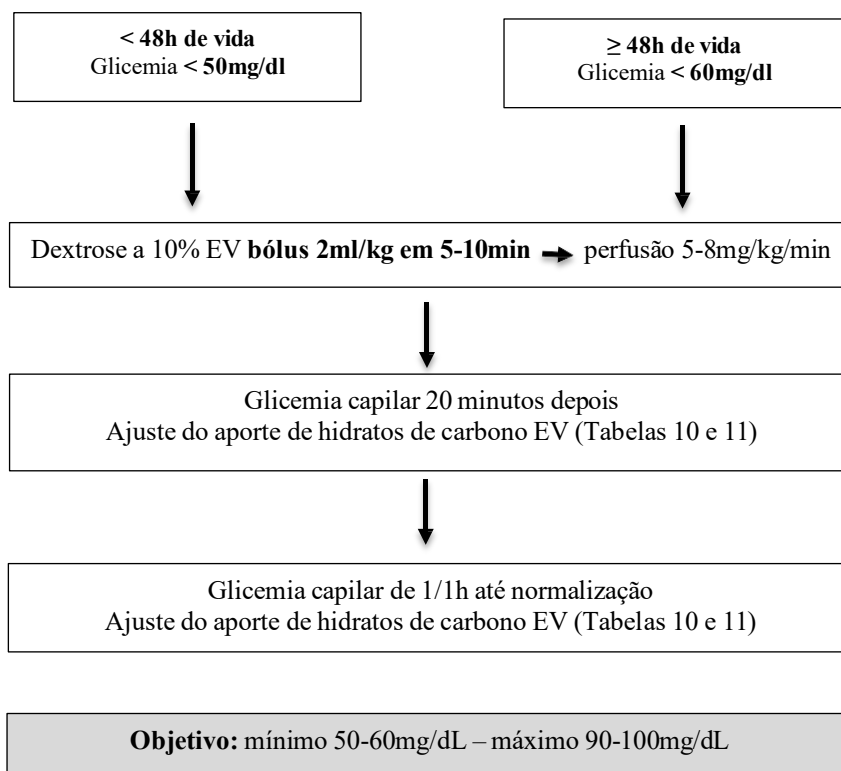 < 48h de vida
Glicemia < 50mg/dl
≥ 48h de vida
Glicemia < 60mg/dl
Dextrose a 10% EV bólus 2ml/kg em 5-10min perfusão 5-8mg/kg/min
Glicemia capilar 20 minutos depois
Ajuste do aporte de hidratos de carbono EV (Tabelas 10 e 11)
Glicemia capilar de 1/1h até normalização
Ajuste do aporte de hidratos de carbono EV (Tabelas 10 e 11)
Objetivo: mínimo 50-60mg/dL – máximo 90-100mg/dL